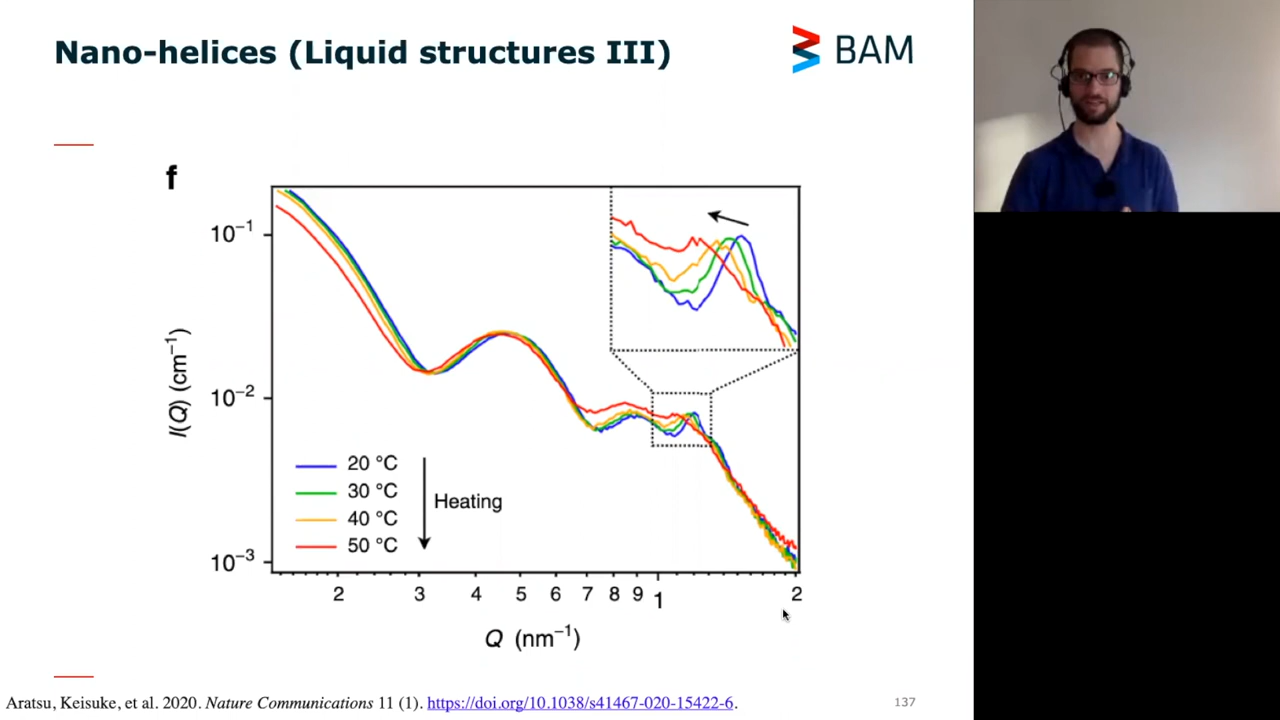 Nano-helices (Liquid structures III)
BAM
f
10⁻¹
10⁻²
10⁻³
I(Q) (cm⁻¹)
20 °C
30 °C
40 °C
50 °C
Heating
2 3 4 5 6 7 8 9 1 2
Q (nm⁻¹)
Aratsu, Keisuke, et al. 2020. Nature Communications 11 (1). https://doi.org/10.1038/s41467-020-15422-6.
137